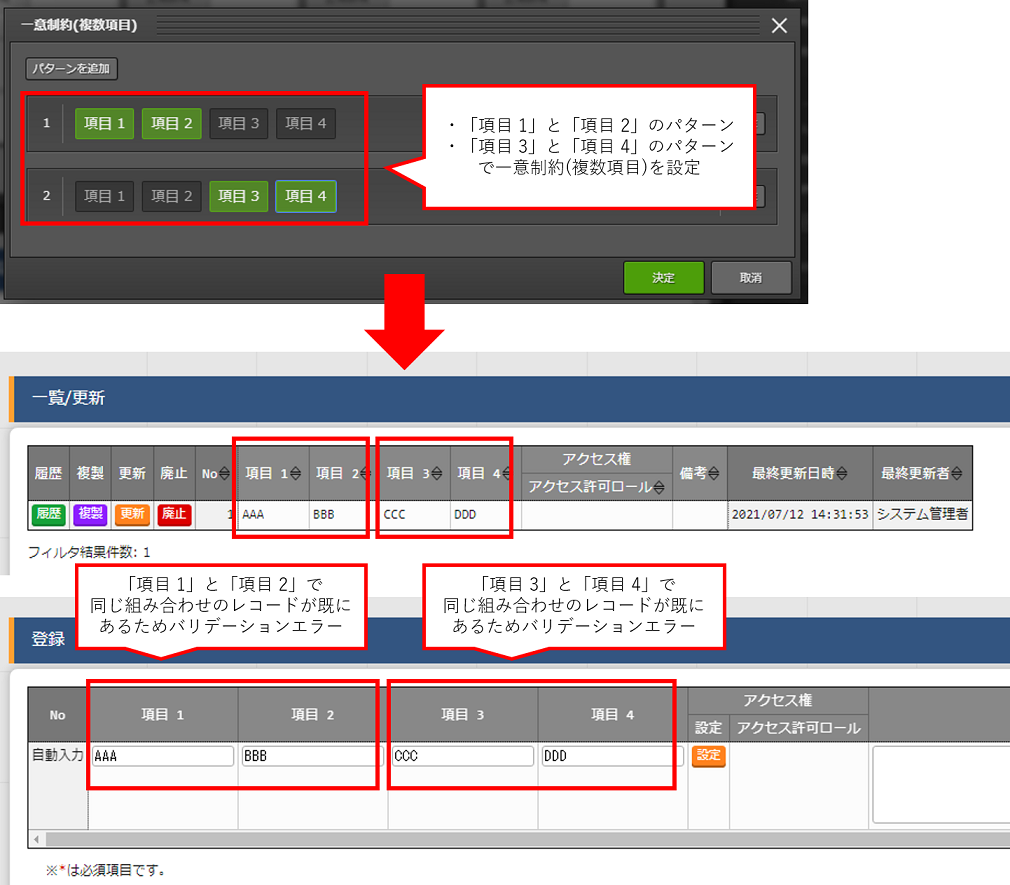 一意制約(複数項目)
パターンを追加
1 項目 1 項目 2 項目 3 項目 4
2 項目 1 項目 2 項目 3 項目 4
・「項目 1」と「項目 2」のパターン
・「項目 3」と「項目 4」のパターン
で一意制約(複数項目)を設定
決定 取消
一覧/更新
アクセス権
履歴 複製 更新 廃止 No 項目 1 項目 2 項目 3 項目 4 アクセス許可ロール 備考 最終更新日時 最終更新者
履歴 複製 更新 廃止 1 AAA BBB CCC DDD 2021/07/12 14:31:53 システム管理者
フィルタ結果件数: 1
「項目 1」と「項目 2」で
同じ組み合わせのレコードが既に
あるためバリデーションエラー
「項目 3」と「項目 4」で
同じ組み合わせのレコードが既に
あるためバリデーションエラー
登録
アクセス権
No 項目 1 項目 2 項目 3 項目 4 設定 アクセス許可ロール
自動入力 AAA BBB CCC DDD 設定
※*は必須項目です。